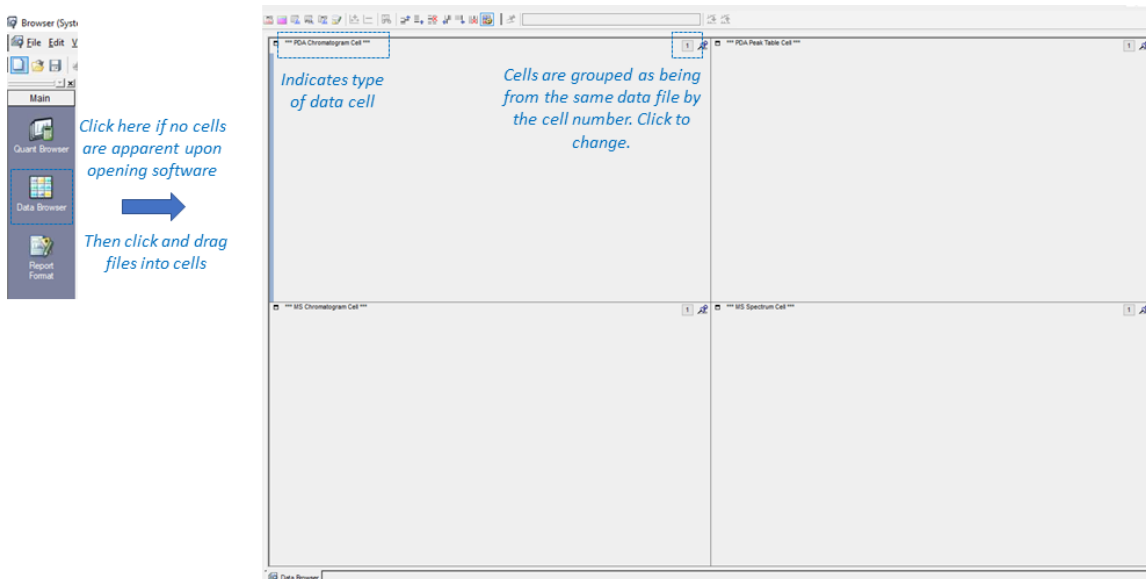 Browser (Syst
File Edit V
Main
Quant Browser
Data Browser
Report
Format
Click here if no cells
are apparent upon
opening software
Then click and drag
files into cells
*** PDA Chromatogram Cell ***
1
Indicates type
of data cell
Cells are grouped as being
from the same data file by
the cell number. Click to
change.
*** PDA Peak Table Cell ***
1
*** MS Chromatogram Cell ***
1
*** MS Spectrum Cell ***
1
Data Browser